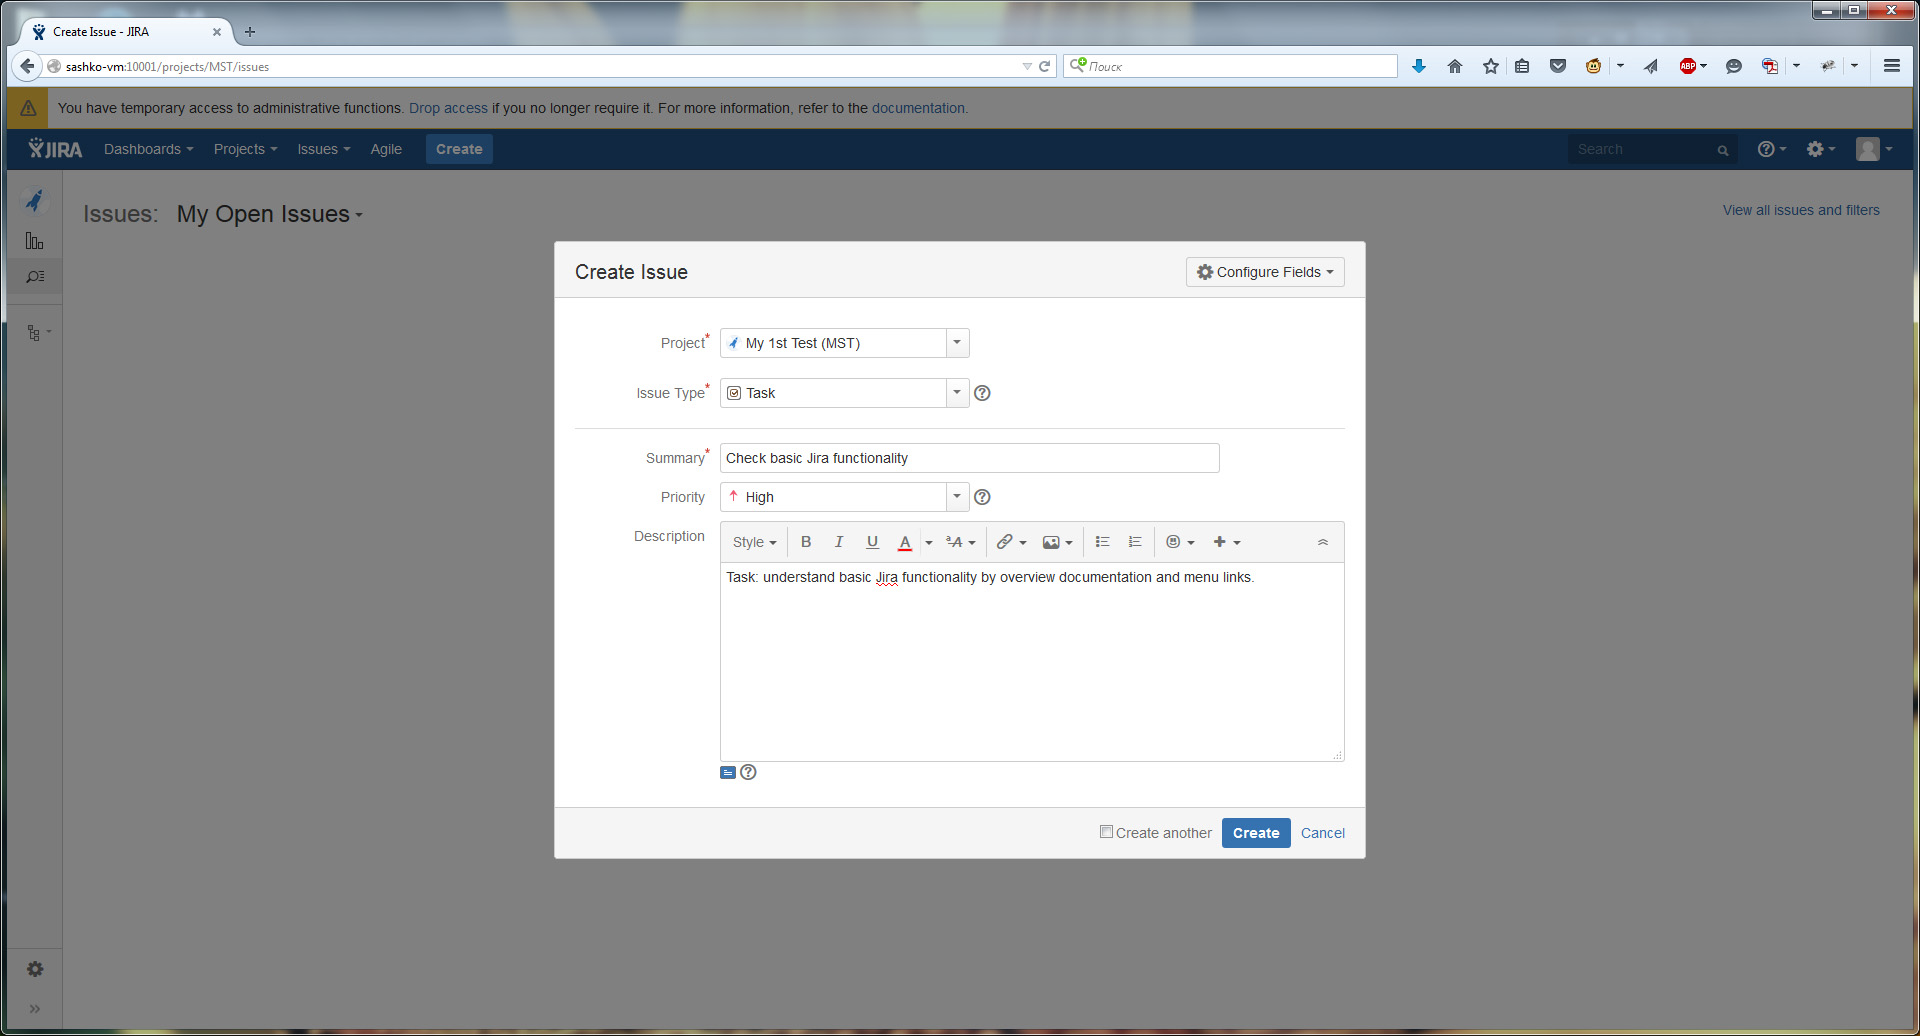 Create Issue - JIRA
sashko-vm:10001/projects/MST/issues
Поиск
ABP
You have temporary access to administrative functions. Drop access if you no longer require it. For more information, refer to the documentation.
JIRA Dashboards Projects Issues Agile Create Search
Issues: My Open Issues
View all issues and filters
Create Issue
Configure Fields
Project* My 1st Test (MST)
Issue Type* Task
Summary* Check basic Jira functionality
Priority High
Description
Style B I U A ªA
Task: understand basic Jira functionality by overview documentation and menu links.
Create another Create Cancel